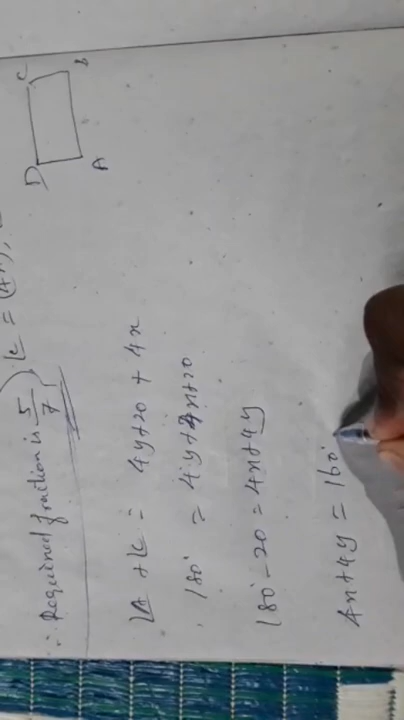 ∴ Required fraction is 5/7
∠C = (4x)°,
D C
A B
∠A + ∠C = 4y+20 + 4x
180° = 4y+4x+20
180° - 20 = 4x+4y
4x+4y = 160°